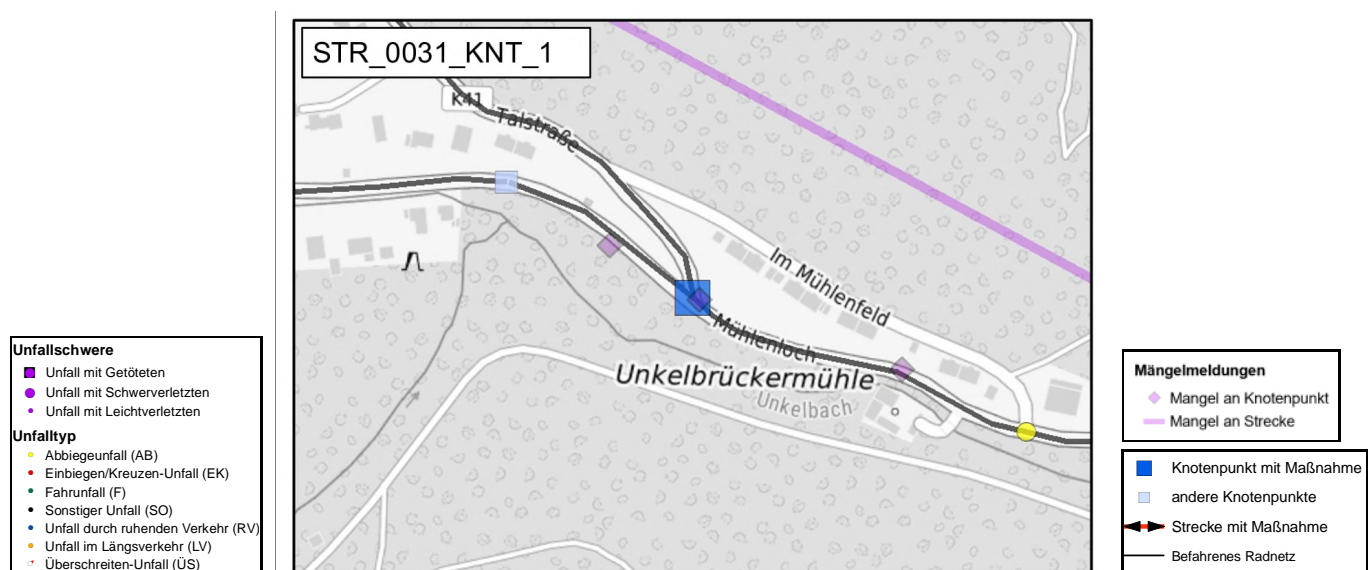 STR_0031_KNT_1
K41
Talstraße
Im Mühlenfeld
Mühlenloch
Unkelbrückermühle
Unkelbach
Unfallschwere
Unfall mit Getöteten
Unfall mit Schwerverletzten
Unfall mit Leichtverletzten
Unfalltyp
Abbiegeunfall (AB)
Einbiegen/Kreuzen-Unfall (EK)
Fahrunfall (F)
Sonstiger Unfall (SO)
Unfall durch ruhenden Verkehr (RV)
Unfall im Längsverkehr (LV)
Überschreiten-Unfall (ÜS)
Mängelmeldungen
Mangel an Knotenpunkt
Mangel an Strecke
Knotenpunkt mit Maßnahme
andere Knotenpunkte
Strecke mit Maßnahme
Befahrenes Radnetz